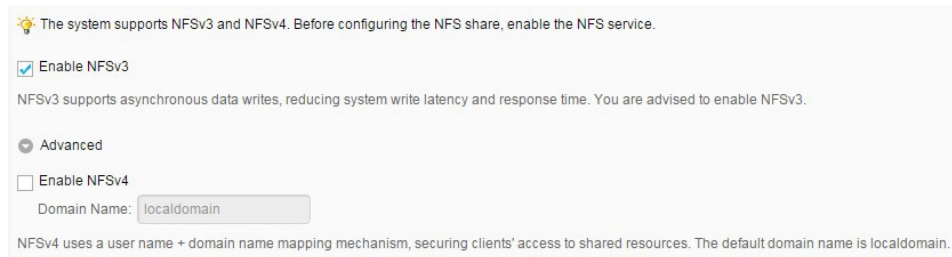 The system supports NFSv3 and NFSv4. Before configuring the NFS share, enable the NFS service.
Enable NFSv3
NFSv3 supports asynchronous data writes, reducing system write latency and response time. You are advised to enable NFSv3.
Advanced
Enable NFSv4
Domain Name: localdomain
NFSv4 uses a user name + domain name mapping mechanism, securing clients' access to shared resources. The default domain name is localdomain.